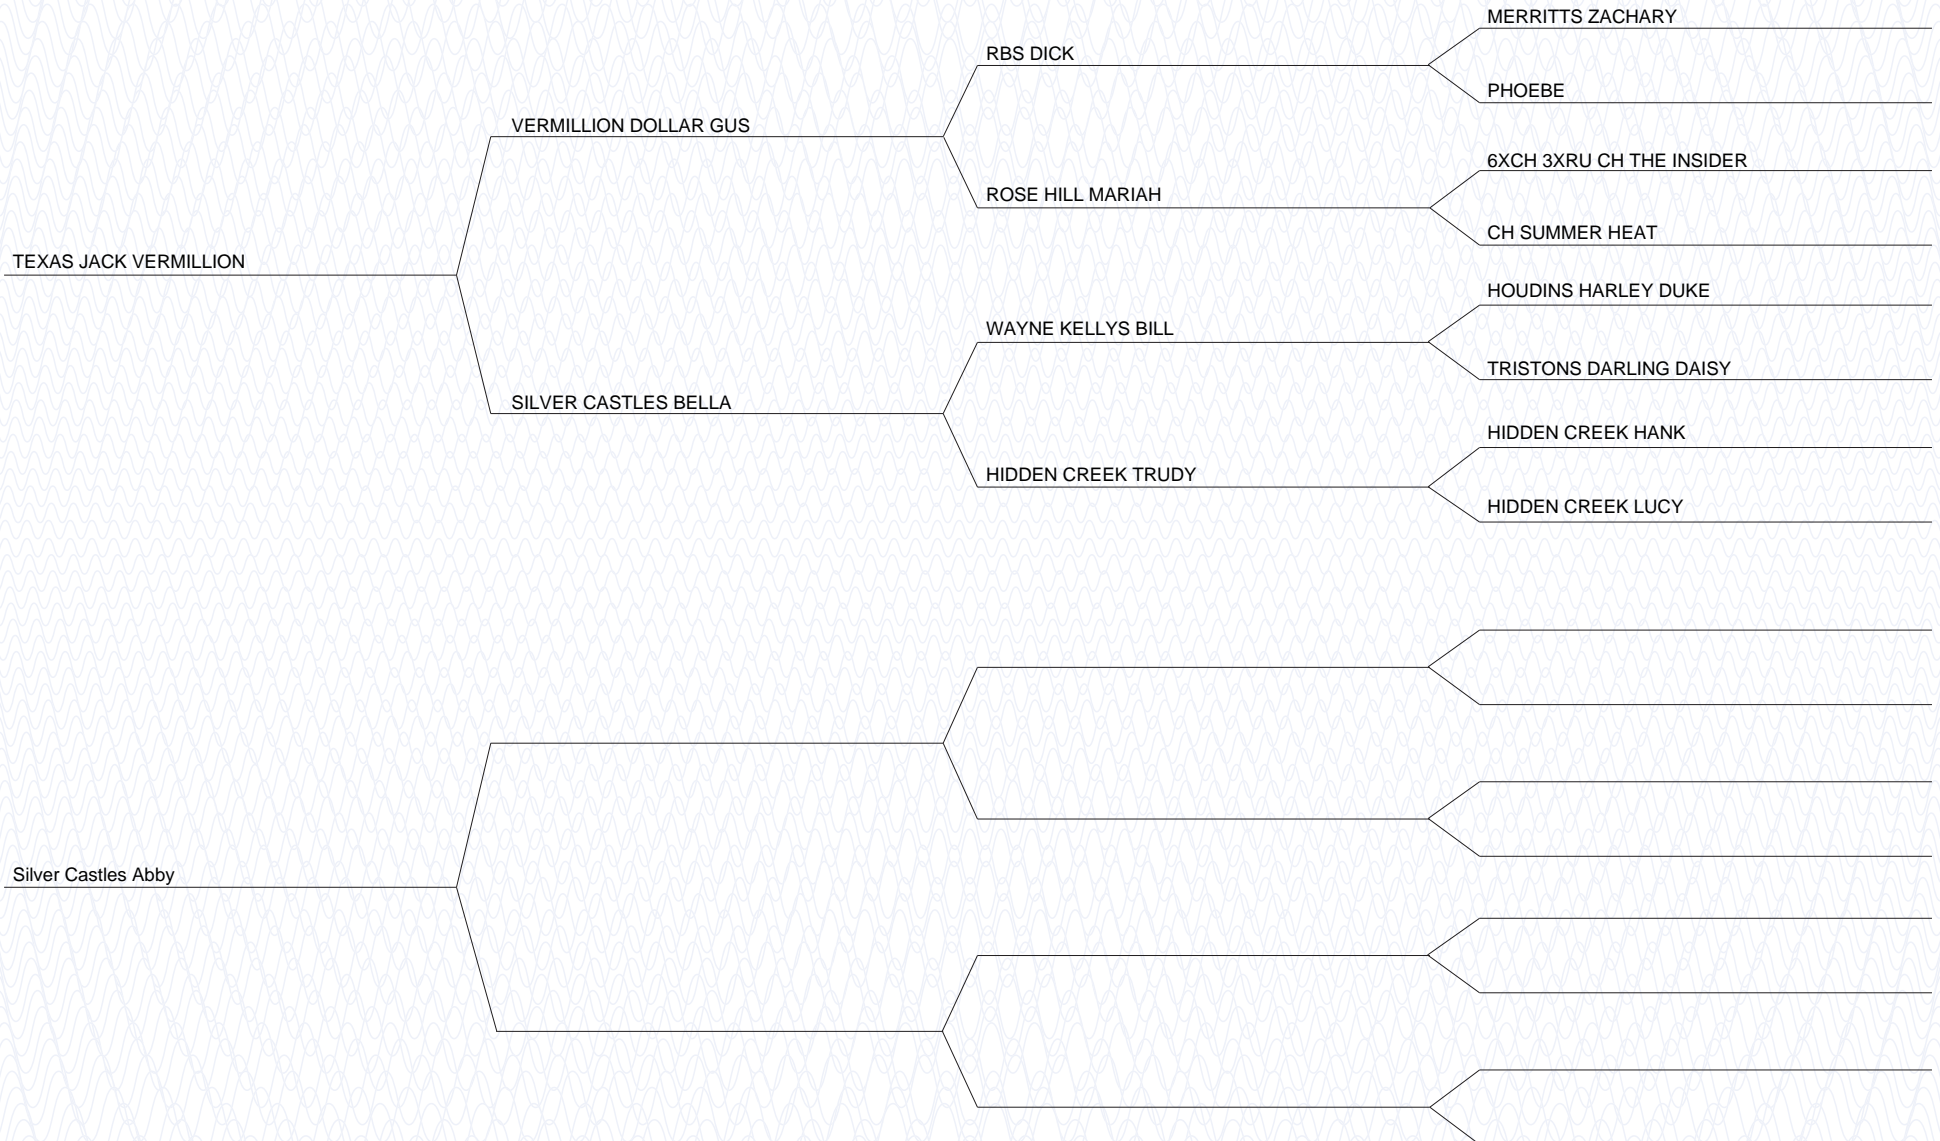 MERRITTS ZACHARY
RBS DICK
PHOEBE
VERMILLION DOLLAR GUS
6XCH 3XRU CH THE INSIDER
ROSE HILL MARIAH
CH SUMMER HEAT
TEXAS JACK VERMILLION
HOUDINS HARLEY DUKE
WAYNE KELLYS BILL
TRISTONS DARLING DAISY
SILVER CASTLES BELLA
HIDDEN CREEK HANK
HIDDEN CREEK TRUDY
HIDDEN CREEK LUCY
Silver Castles Abby